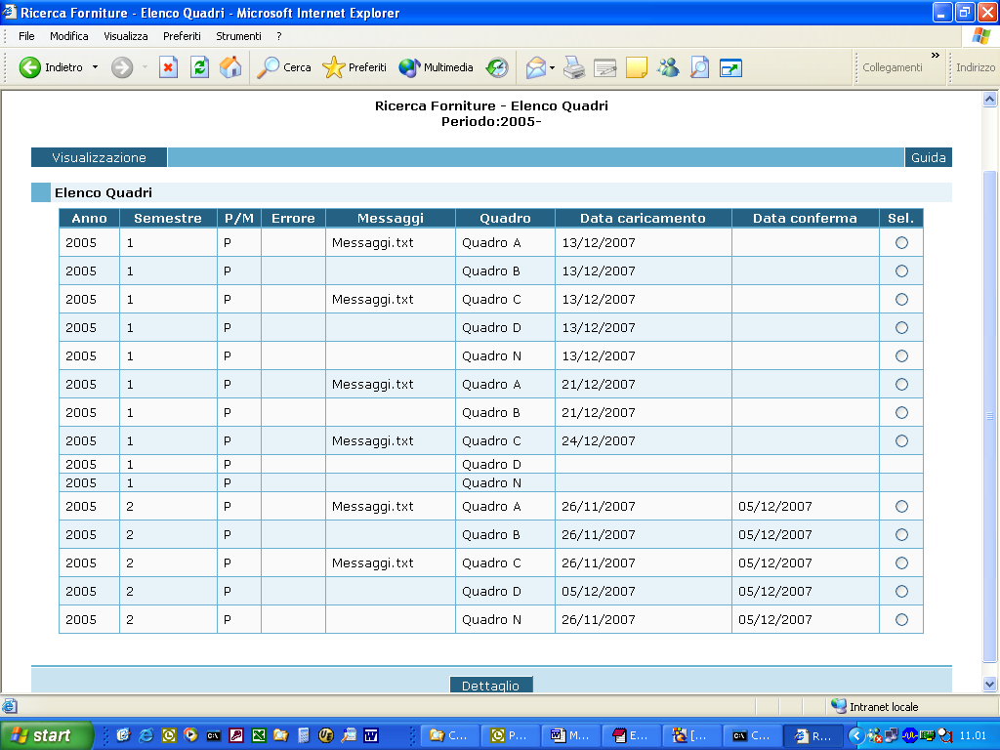 Ricerca Forniture - Elenco Quadri - Microsoft Internet Explorer
File Modifica Visualizza Preferiti Strumenti ?
Indietro Cerca Preferiti Multimedia Collegamenti » Indirizzo
Ricerca Forniture - Elenco Quadri
Periodo:2005-
Visualizzazione Guida
Elenco Quadri
Anno Semestre P/M Errore Messaggi Quadro Data caricamento Data conferma Sel.
2005 1 P Messaggi.txt Quadro A 13/12/2007
2005 1 P Quadro B 13/12/2007
2005 1 P Messaggi.txt Quadro C 13/12/2007
2005 1 P Quadro D 13/12/2007
2005 1 P Quadro N 13/12/2007
2005 1 P Messaggi.txt Quadro A 21/12/2007
2005 1 P Quadro B 21/12/2007
2005 1 P Messaggi.txt Quadro C 24/12/2007
2005 1 P Quadro D
2005 1 P Quadro N
2005 2 P Messaggi.txt Quadro A 26/11/2007 05/12/2007
2005 2 P Quadro B 26/11/2007 05/12/2007
2005 2 P Messaggi.txt Quadro C 26/11/2007 05/12/2007
2005 2 P Quadro D 05/12/2007 05/12/2007
2005 2 P Quadro N 26/11/2007 05/12/2007
Dettaglio
Intranet locale
start C... P... M... E... [... C... R... 11.01